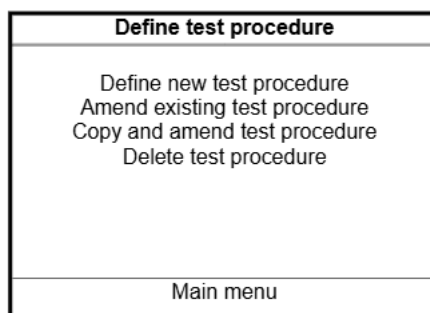 Define test procedure
Define new test procedure
Amend existing test procedure
Copy and amend test procedure
Delete test procedure
Main menu